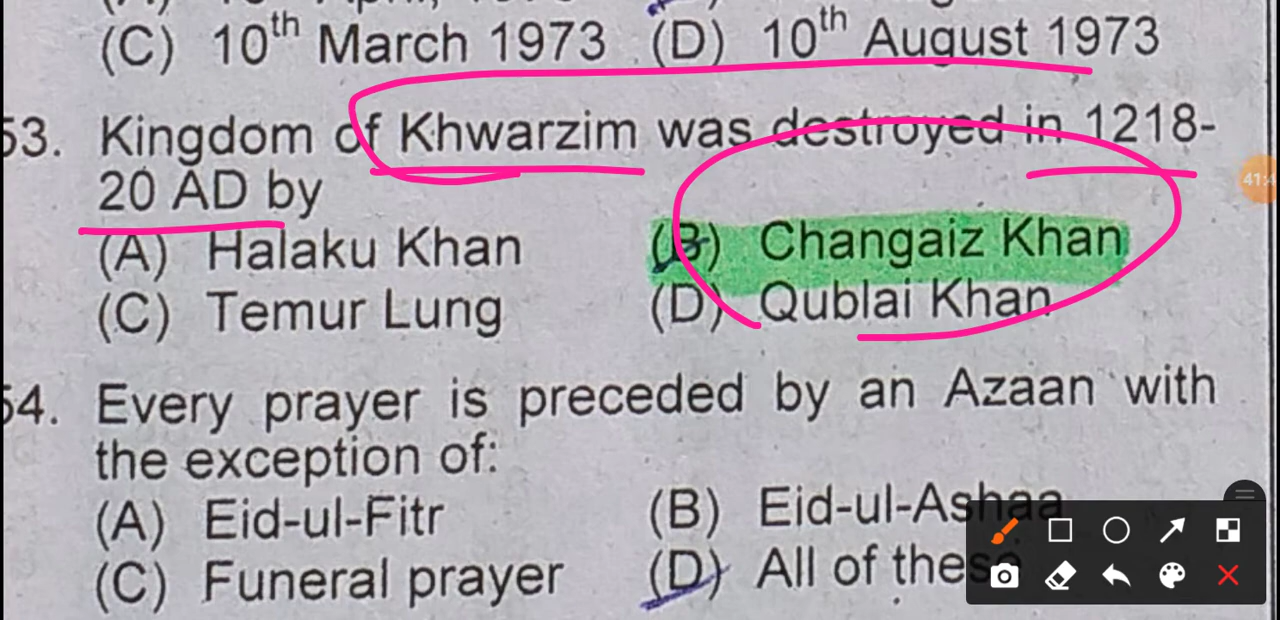 (C) 10th March 1973 (D) 10th August 1973
53. Kingdom of Khwarzim was destroyed in 1218-
20 AD by
(A) Halaku Khan (B) Changaiz Khan
(C) Temur Lung (D) Qublai Khan
54. Every prayer is preceded by an Azaan with
the exception of:
(A) Eid-ul-Fitr (B) Eid-ul-Ashaa
(C) Funeral prayer (D) All of these